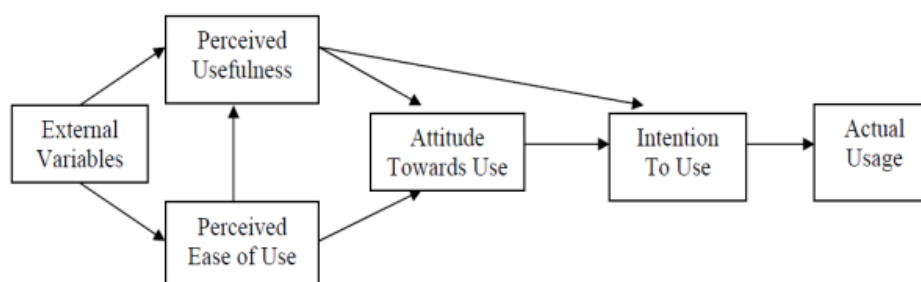 Perceived
Usefulness
External
Variables
Attitude
Towards Use
Intention
To Use
Actual
Usage
Perceived
Ease of Use